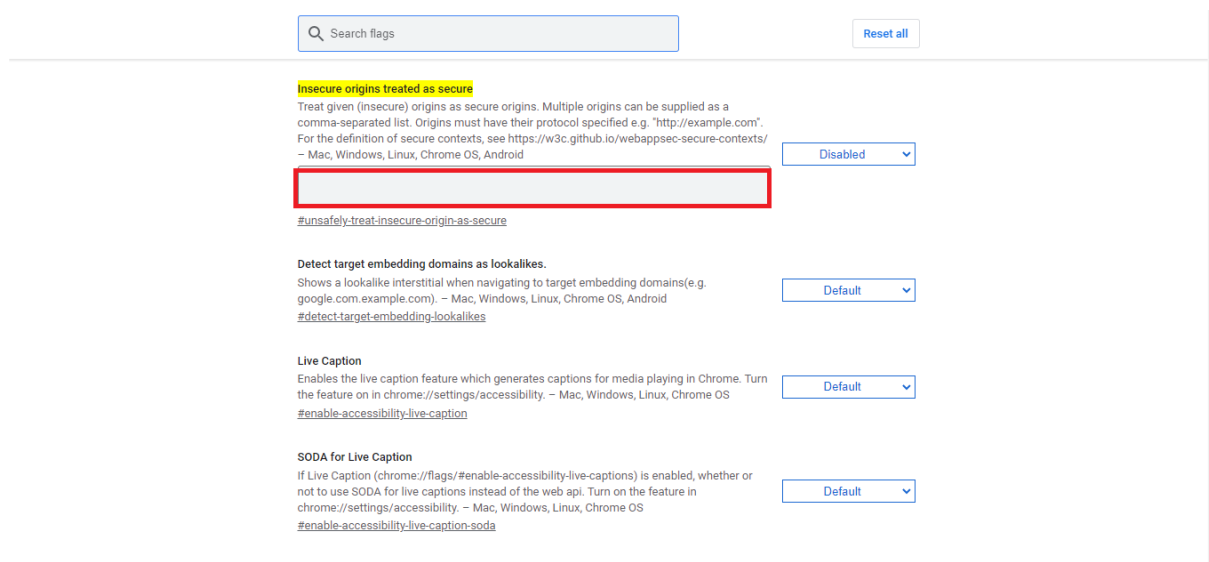 Search flags
Reset all
Insecure origins treated as secure
Treat given (insecure) origins as secure origins. Multiple origins can be supplied as a
comma-separated list. Origins must have their protocol specified e.g. "http://example.com".
For the definition of secure contexts, see https://w3c.github.io/webappsec-secure-contexts/
– Mac, Windows, Linux, Chrome OS, Android
Disabled
#unsafely-treat-insecure-origin-as-secure
Detect target embedding domains as lookalikes.
Shows a lookalike interstitial when navigating to target embedding domains(e.g.
google.com.example.com). – Mac, Windows, Linux, Chrome OS, Android
Default
#detect-target-embedding-lookalikes
Live Caption
Enables the live caption feature which generates captions for media playing in Chrome. Turn
the feature on in chrome://settings/accessibility. – Mac, Windows, Linux, Chrome OS
Default
#enable-accessibility-live-caption
SODA for Live Caption
If Live Caption (chrome://flags/#enable-accessibility-live-captions) is enabled, whether or
not to use SODA for live captions instead of the web api. Turn on the feature in
chrome://settings/accessibility. – Mac, Windows, Linux, Chrome OS
Default
#enable-accessibility-live-caption-soda